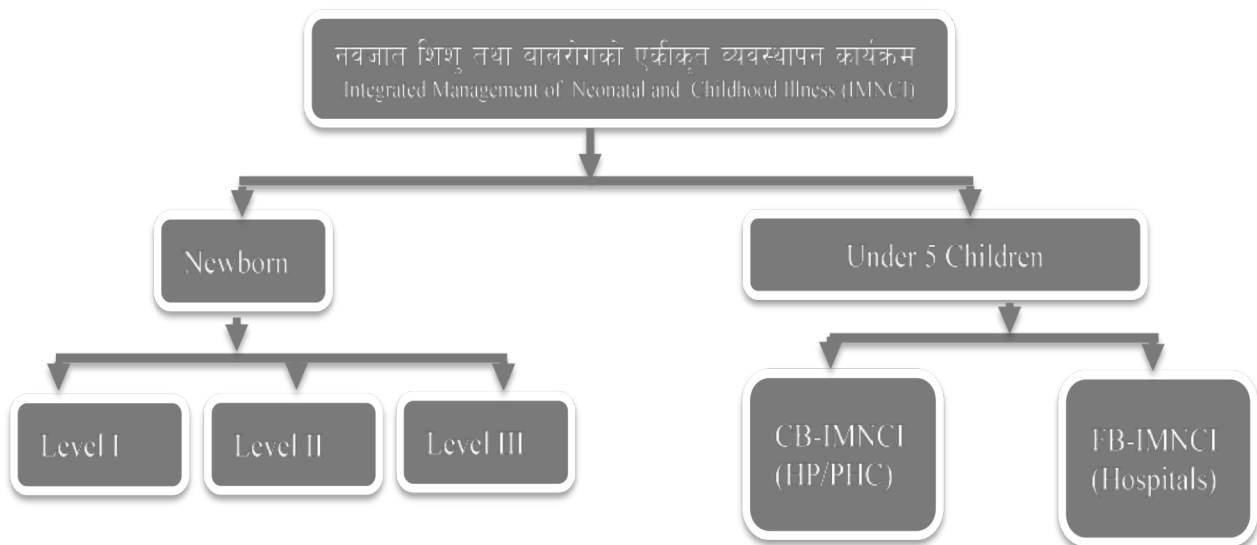 नवजात शिशु तथा बालरोगको एकीकृत व्यवस्थापन कार्यक्रम
Integrated Management of Neonatal and Childhood Illness (IMNCI)
Newborn
Under 5 Children
Level I
Level II
Level III
CB-IMNCI
(HP/PHC)
FB-IMNCI
(Hospitals)